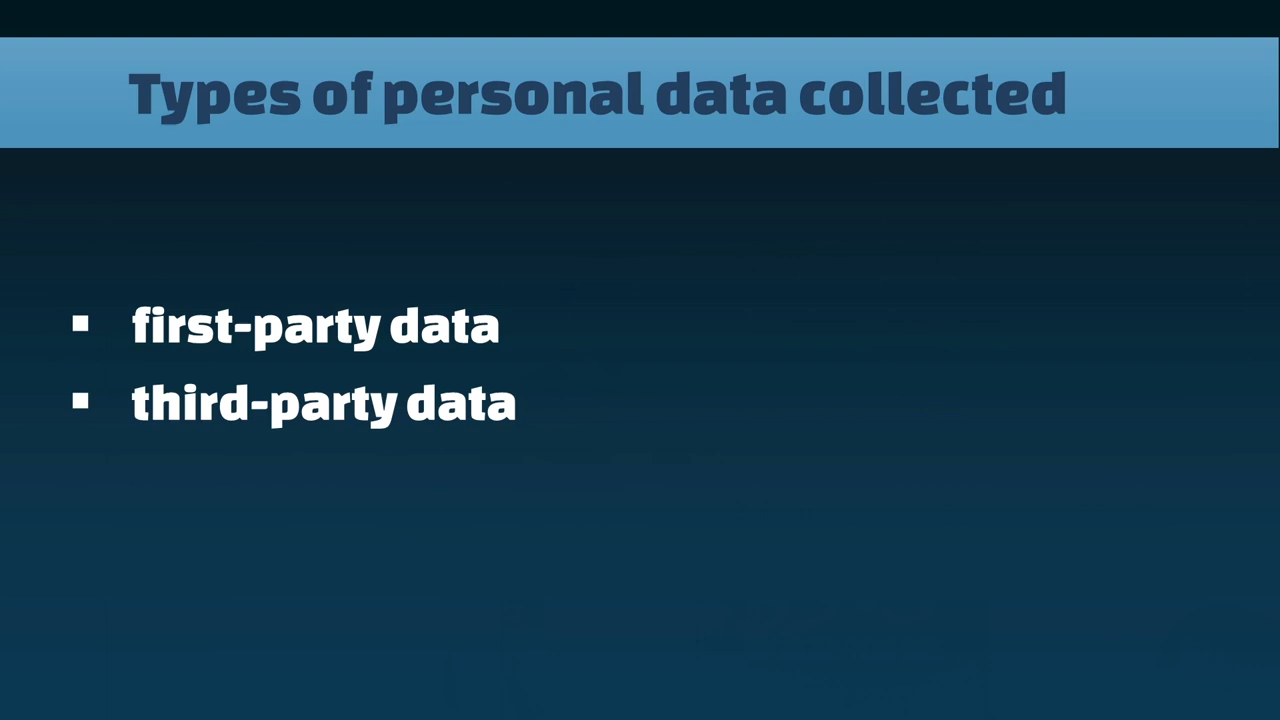 Types of personal data collected
▪ first-party data
▪ third-party data